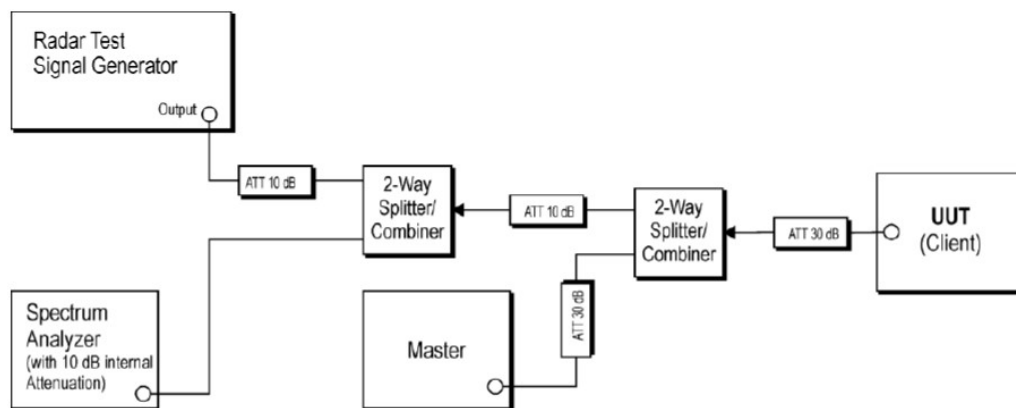 Radar Test
Signal Generator
Output
ATT 10 dB
2-Way
Splitter/
Combiner
ATT 10 dB
2-Way
Splitter/
Combiner
ATT 30 dB
UUT
(Client)
Spectrum
Analyzer
(with 10 dB internal
Attenuation)
Master
ATT 30 dB